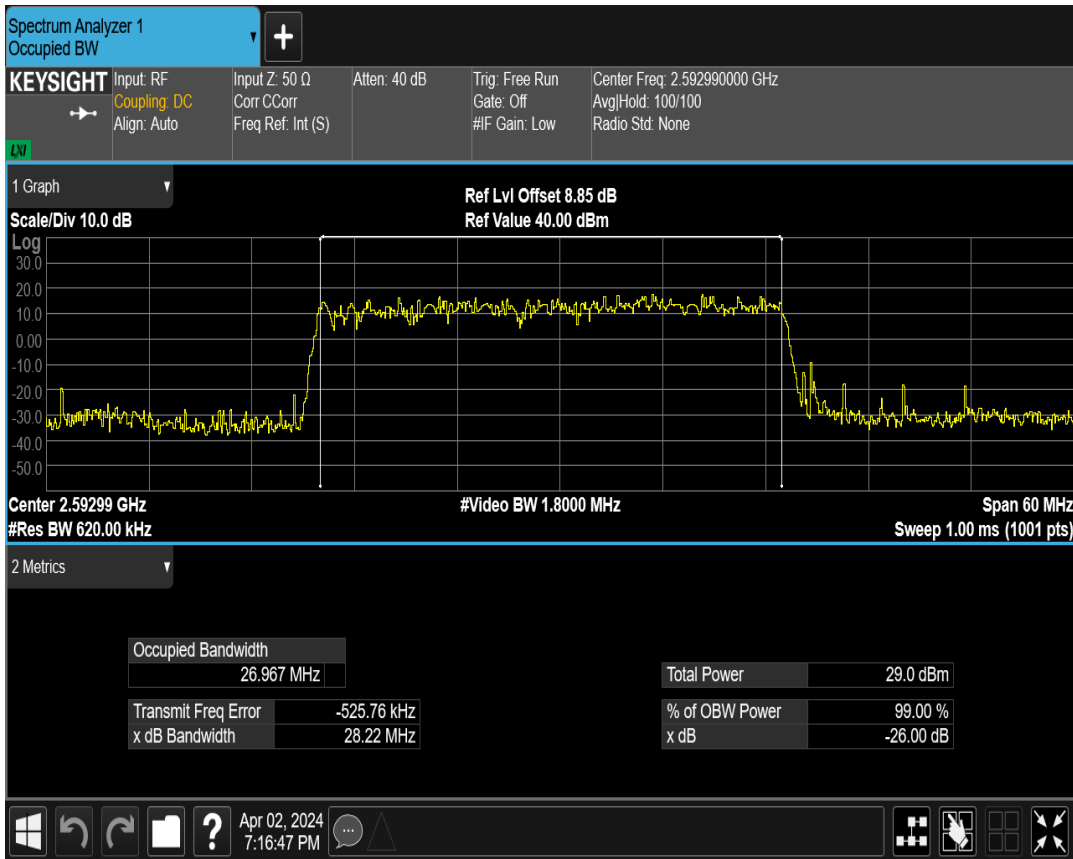 Spectrum Analyzer 1
Occupied BW
+
KEYSIGHT
LXI
Input: RF
Coupling: DC
Align: Auto
Input Z: 50 Ω
Corr CCorr
Freq Ref: Int (S)
Atten: 40 dB
Trig: Free Run
Gate: Off
#IF Gain: Low
Center Freq: 2.592990000 GHz
Avg|Hold: 100/100
Radio Std: None
1 Graph
Scale/Div 10.0 dB
Ref Lvl Offset 8.85 dB
Ref Value 40.00 dBm
Log
30.0
20.0
10.0
0.00
-10.0
-20.0
-30.0
-40.0
-50.0
Center 2.59299 GHz
#Video BW 1.8000 MHz
Span 60 MHz
#Res BW 620.00 kHz
Sweep 1.00 ms (1001 pts)
2 Metrics
Occupied Bandwidth
26.967 MHz
Transmit Freq Error -525.76 kHz
x dB Bandwidth 28.22 MHz
Total Power 29.0 dBm
% of OBW Power 99.00 %
x dB -26.00 dB
?
Apr 02, 2024
7:16:47 PM